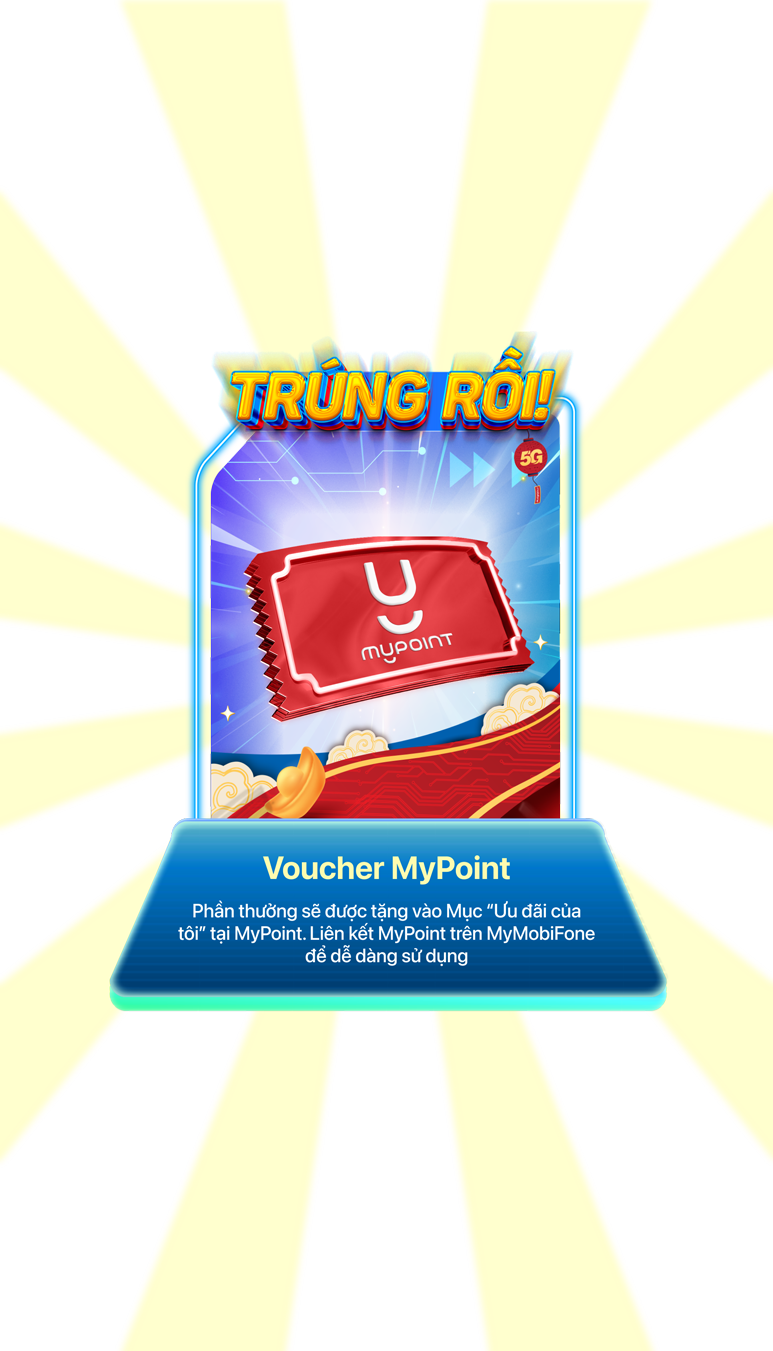 TRÚNG RỒI!
5G
U
MYPOINT
Voucher MyPoint
Phần thưởng sẽ được tặng vào Mục “Ưu đãi của
tôi” tại MyPoint. Liên kết MyPoint trên MyMobiFone
để dễ dàng sử dụng